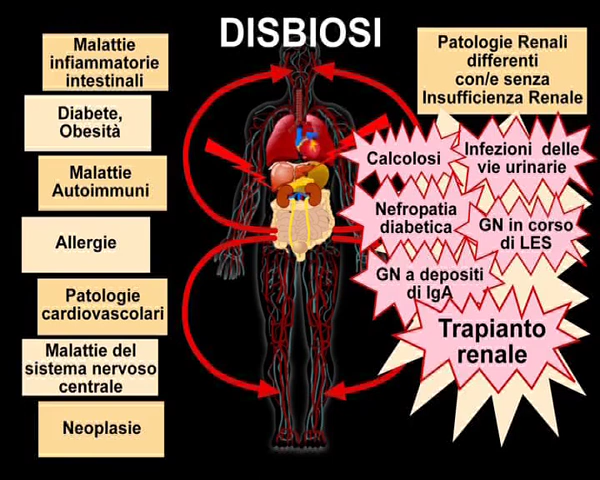 DISBIOSI
Malattie
infiammatorie
intestinali
Diabete,
Obesità
Malattie
Autoimmuni
Allergie
Patologie
cardiovascolari
Malattie del
sistema nervoso
centrale
Neoplasie
Patologie Renali
differenti
con/e senza
Insufficienza Renale
Calcolosi
Infezioni delle
vie urinarie
Nefropatia
diabetica
GN in corso
di LES
GN a depositi
di IgA
Trapianto
renale